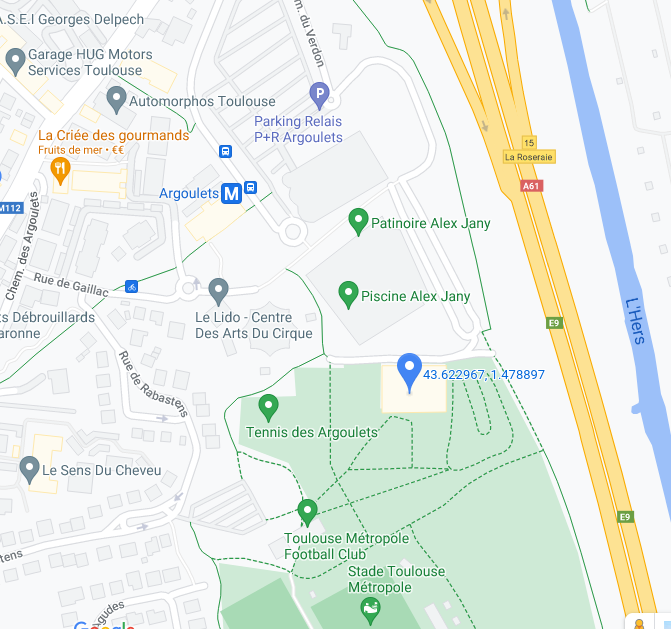 A.S.E.I Georges Delpech
m. du Verdon
Garage HUG Motors
Services Toulouse
Automorphos Toulouse
P
Parking Relais
P+R Argoulets
La Criée des gourmands
Fruits de mer • €€
15
La Roseraie
A61
Argoulets M
M112
Chem. des Argoulets
Patinoire Alex Jany
Rue de Gaillac
Piscine Alex Jany
L'Hers
Le Lido - Centre
Des Arts Du Cirque
ts Débrouillards
aronne
E9
Rue de Rabastens
43.622967, 1.478897
Tennis des Argoulets
Le Sens Du Cheveu
E9
Toulouse Métropole
Football Club
tens
Stade Toulouse
Métropole
Agudes
Google